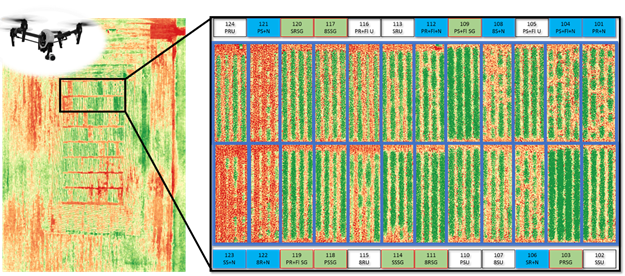 124 121 120 117 116 113 112 109 108 105 104 101
PRU PS+N SRSG BSSG PR+FI U SRU PR+FI+N PS+FI SG BS+N PS+FI U PS+FI+N PR+N
123 122 119 118 115 114 111 110 107 106 103 102
SS+N BR+N PR+FI SG PSSG BRU SSSG BRSG PSU BSU SR+N PRSG SSU